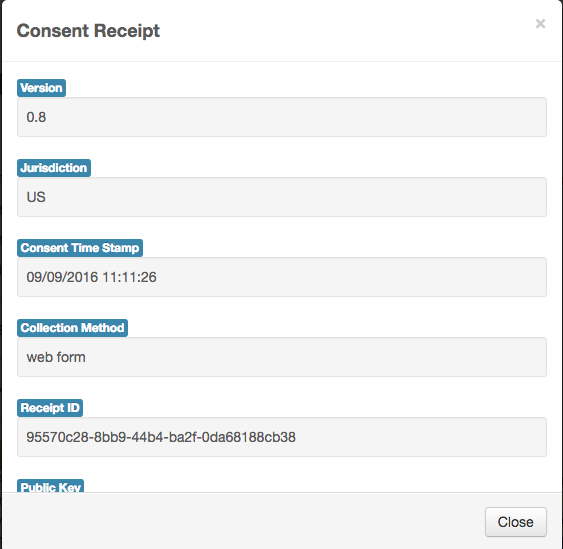 Consent Receipt
×
Version
0.8
Jurisdiction
US
Consent Time Stamp
09/09/2016 11:11:26
Collection Method
web form
Receipt ID
95570c28-8bb9-44b4-ba2f-0da68188cb38
Public Key
Close